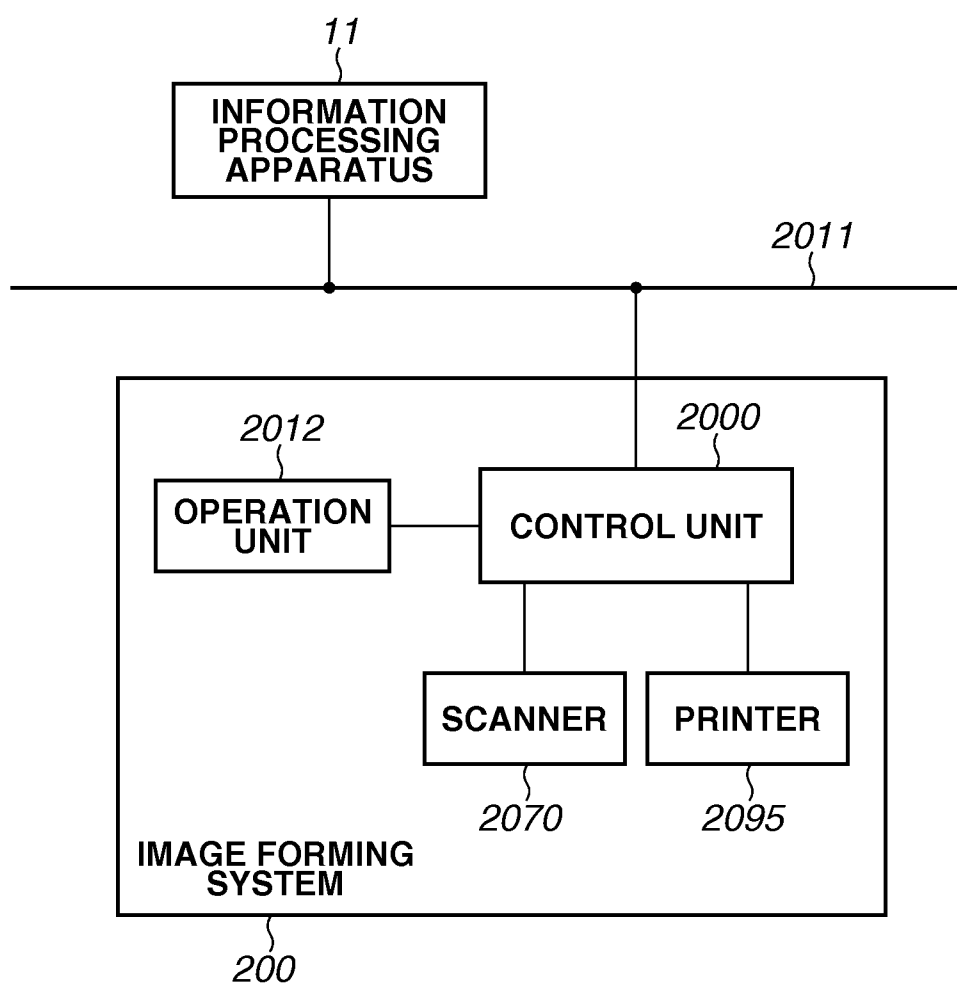 11
INFORMATION
PROCESSING
APPARATUS
2011
2012
2000
OPERATION
UNIT
CONTROL UNIT
SCANNER
PRINTER
2070
2095
IMAGE FORMING
SYSTEM
200